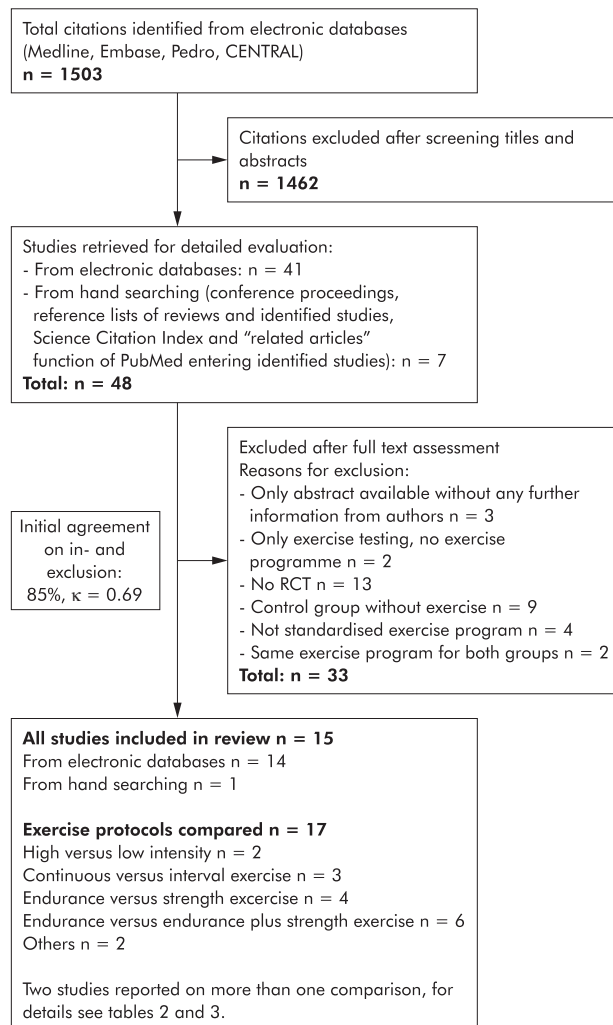 Total citations identified from electronic databases
(Medline, Embase, Pedro, CENTRAL)
n = 1503
Citations excluded after screening titles and
abstracts
n = 1462
Studies retrieved for detailed evaluation:
- From electronic databases: n = 41
- From hand searching (conference proceedings,
reference lists of reviews and identified studies,
Science Citation Index and “related articles”
function of PubMed entering identified studies): n = 7
Total: n = 48
Excluded after full text assessment
Reasons for exclusion:
- Only abstract available without any further
information from authors n = 3
- Only exercise testing, no exercise
programme n = 2
- No RCT n = 13
- Control group without exercise n = 9
- Not standardised exercise program n = 4
- Same exercise program for both groups n = 2
Total: n = 33
Initial agreement
on in- and
exclusion:
85%, κ = 0.69
All studies included in review n = 15
From electronic databases n = 14
From hand searching n = 1
Exercise protocols compared n = 17
High versus low intensity n = 2
Continuous versus interval exercise n = 3
Endurance versus strength excercise n = 4
Endurance versus endurance plus strength exercise n = 6
Others n = 2
Two studies reported on more than one comparison, for
details see tables 2 and 3.